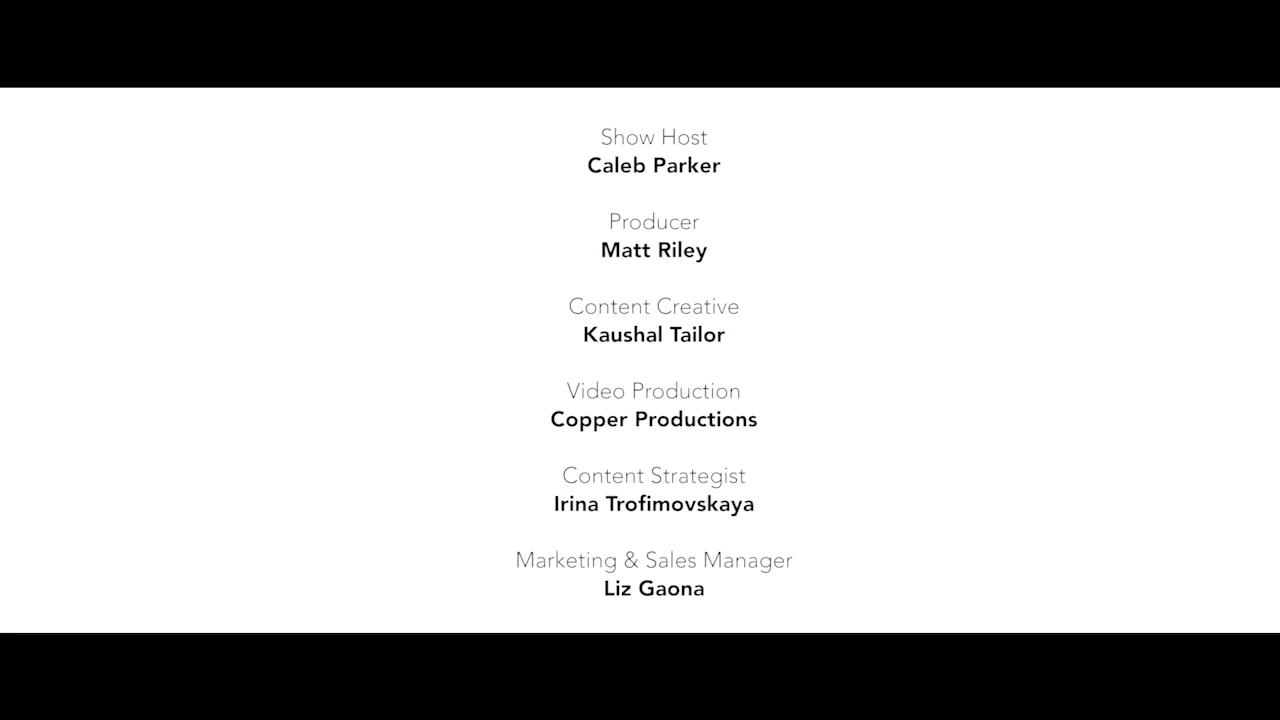 Show Host
Caleb Parker
Producer
Matt Riley
Content Creative
Kaushal Tailor
Video Production
Copper Productions
Content Strategist
Irina Trofimovskaya
Marketing & Sales Manager
Liz Gaona